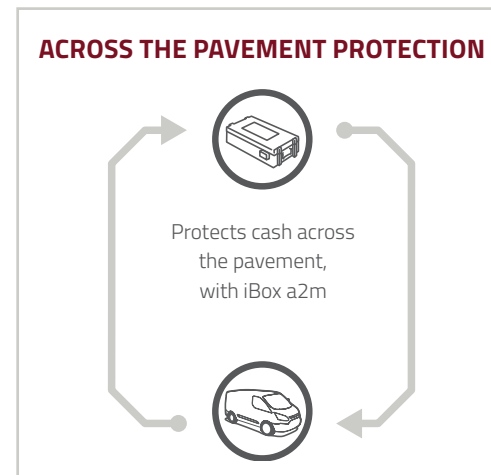 ACROSS THE PAVEMENT PROTECTION
Protects cash across
the pavement,
with iBox a2m